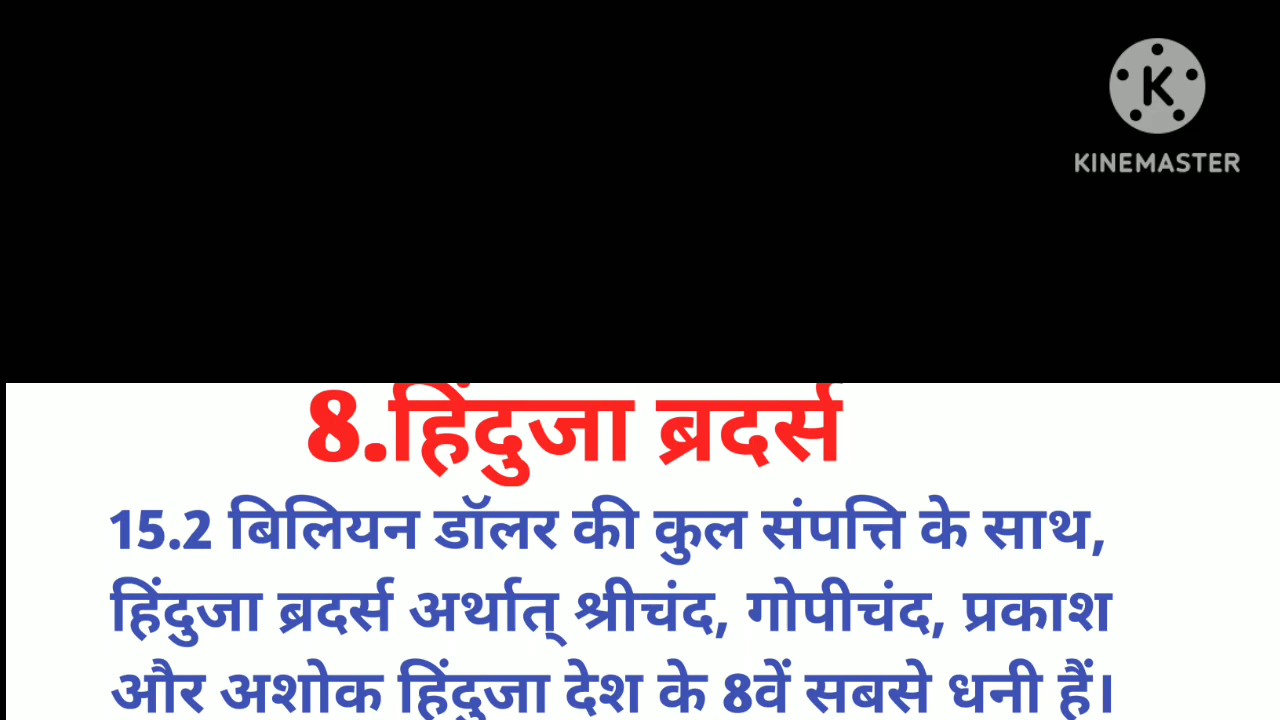 K
KINEMASTER
8.हिंदुजा ब्रदर्स
15.2 बिलियन डॉलर की कुल संपत्ति के साथ,
हिंदुजा ब्रदर्स अर्थात् श्रीचंद, गोपीचंद, प्रकाश
और अशोक हिंदुजा देश के 8वें सबसे धनी हैं।